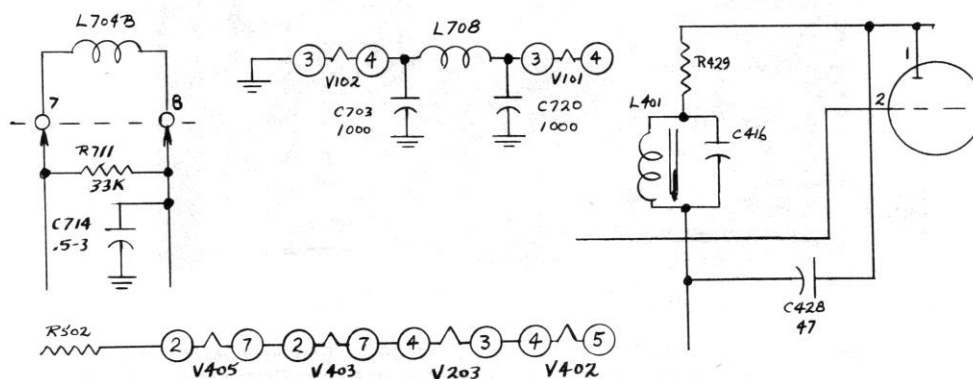 L704B
7 8
R711
33K
C714
.5-3
L708
3 4 3 4
V102 V101
C703
1000
C720
1000
R429
L401
C416
1
2
C428
47
R502
2 7 2 7 4 3 4 5
V405 V403 V203 V402